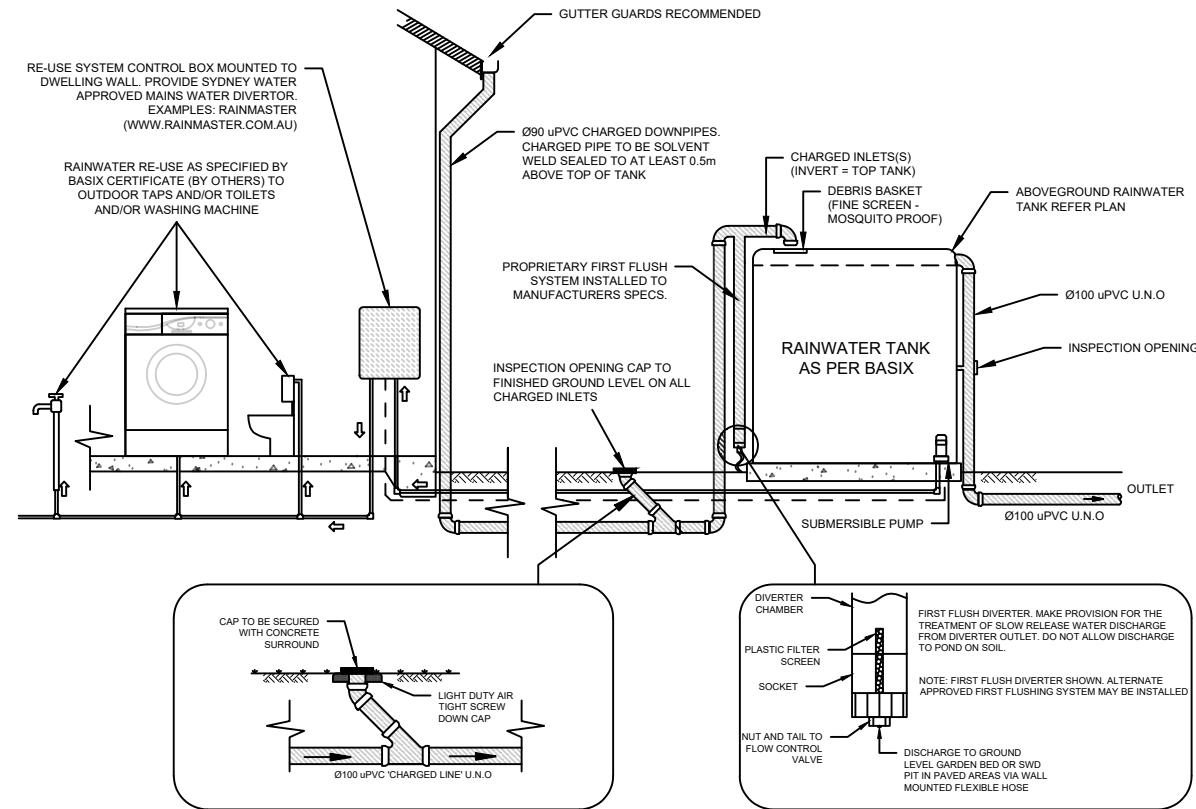 GUTTER GUARDS RECOMMENDED
RE-USE SYSTEM CONTROL BOX MOUNTED TO
DWELLING WALL. PROVIDE SYDNEY WATER
APPROVED MAINS WATER DIVERTOR.
EXAMPLES: RAINMASTER
(WWW.RAINMASTER.COM.AU)
RAINWATER RE-USE AS SPECIFIED BY
BASIX CERTIFICATE (BY OTHERS) TO
OUTDOOR TAPS AND/OR TOILETS
AND/OR WASHING MACHINE
Ø90 uPVC CHARGED DOWNPIPES.
CHARGED PIPE TO BE SOLVENT
WELD SEALED TO AT LEAST 0.5m
ABOVE TOP OF TANK
CHARGED INLETS(S)
(INVERT = TOP TANK)
DEBRIS BASKET
(FINE SCREEN -
MOSQUITO PROOF)
ABOVEGROUND RAINWATER
TANK REFER PLAN
PROPRIETARY FIRST FLUSH
SYSTEM INSTALLED TO
MANUFACTURERS SPECS.
Ø100 uPVC U.N.O
INSPECTION OPENING
RAINWATER TANK
AS PER BASIX
INSPECTION OPENING CAP TO
FINISHED GROUND LEVEL ON ALL
CHARGED INLETS
OUTLET
Ø100 uPVC U.N.O
SUBMERSIBLE PUMP
CAP TO BE SECURED
WITH CONCRETE
SURROUND
LIGHT DUTY AIR
TIGHT SCREW
DOWN CAP
Ø100 uPVC 'CHARGED LINE' U.N.O
DIVERTER
CHAMBER
PLASTIC FILTER
SCREEN
SOCKET
NUT AND TAIL TO
FLOW CONTROL
VALVE
FIRST FLUSH DIVERTER. MAKE PROVISION FOR THE
TREATMENT OF SLOW RELEASE WATER DISCHARGE
FROM DIVERTER OUTLET. DO NOT ALLOW DISCHARGE
TO POND ON SOIL.
NOTE: FIRST FLUSH DIVERTER SHOWN. ALTERNATE
APPROVED FIRST FLUSHING SYSTEM MAY BE INSTALLED
DISCHARGE TO GROUND
LEVEL GARDEN BED OR SWD
PIT IN PAVED AREAS VIA WALL
MOUNTED FLEXIBLE HOSE